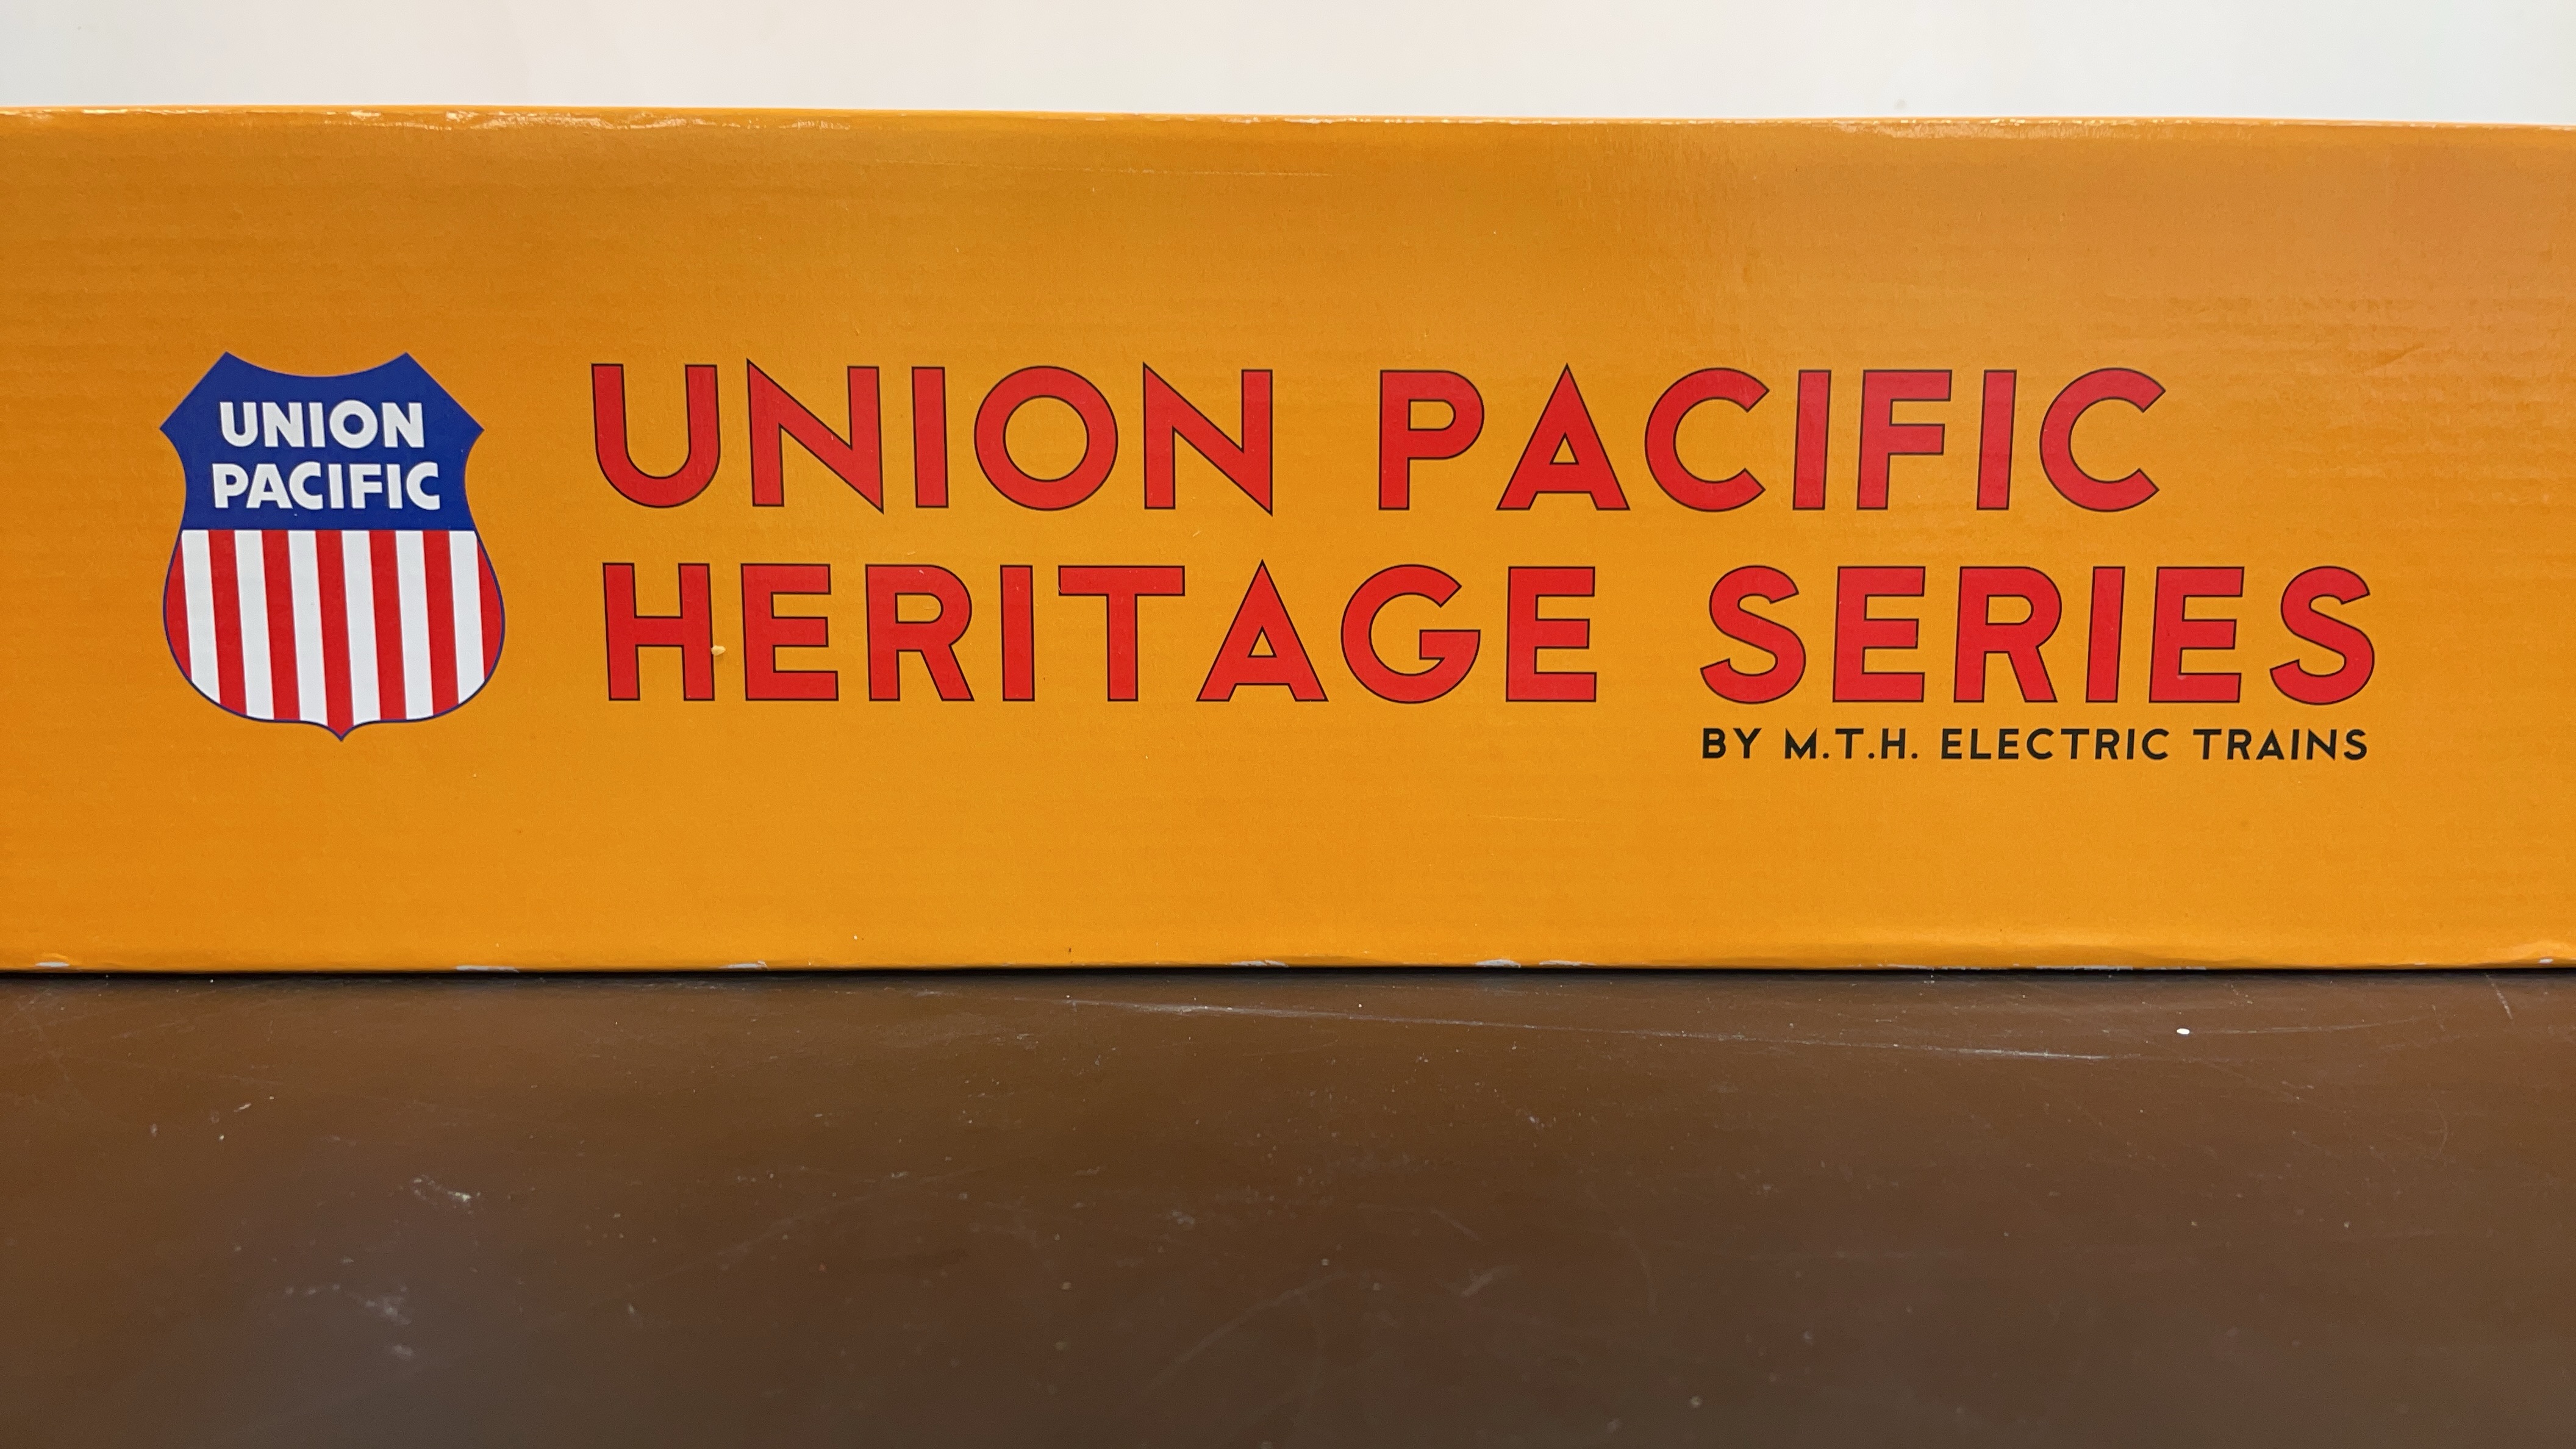 UNION
PACIFIC
UNION PACIFIC
HERITAGE SERIES
BY M.T.H. ELECTRIC TRAINS